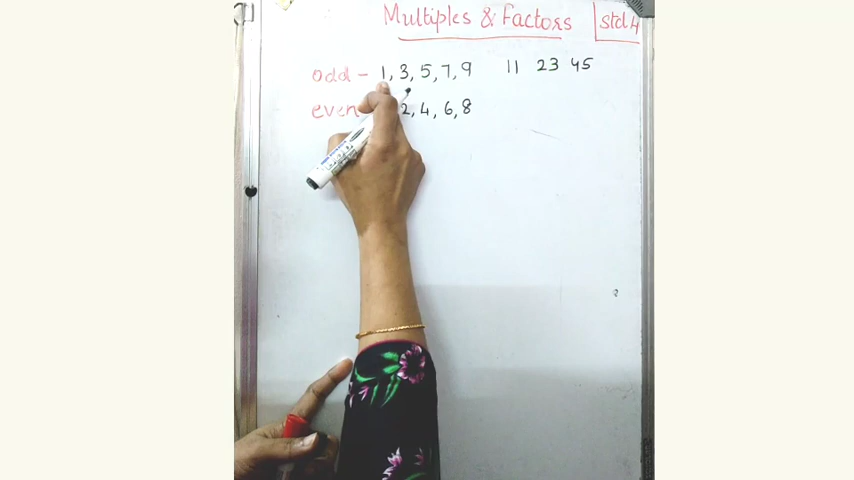 Multiples & Factors std 4
odd - 1, 3, 5, 7, 9 11 23 45
even 2, 4, 6, 8